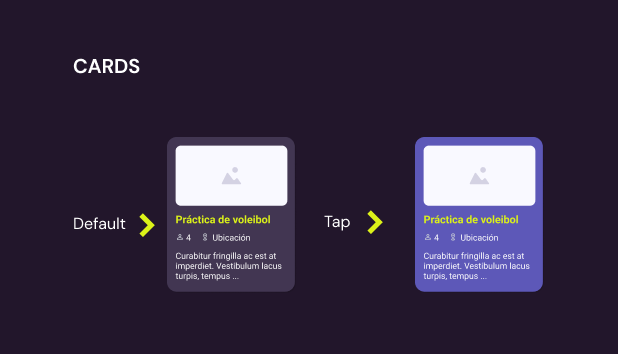 CARDS
Default
Práctica de voleibol
4 Ubicación
Curabitur fringilla ac est at
imperdiet. Vestibulum lacus
turpis, tempus ...
Tap
Práctica de voleibol
4 Ubicación
Curabitur fringilla ac est at
imperdiet. Vestibulum lacus
turpis, tempus ...